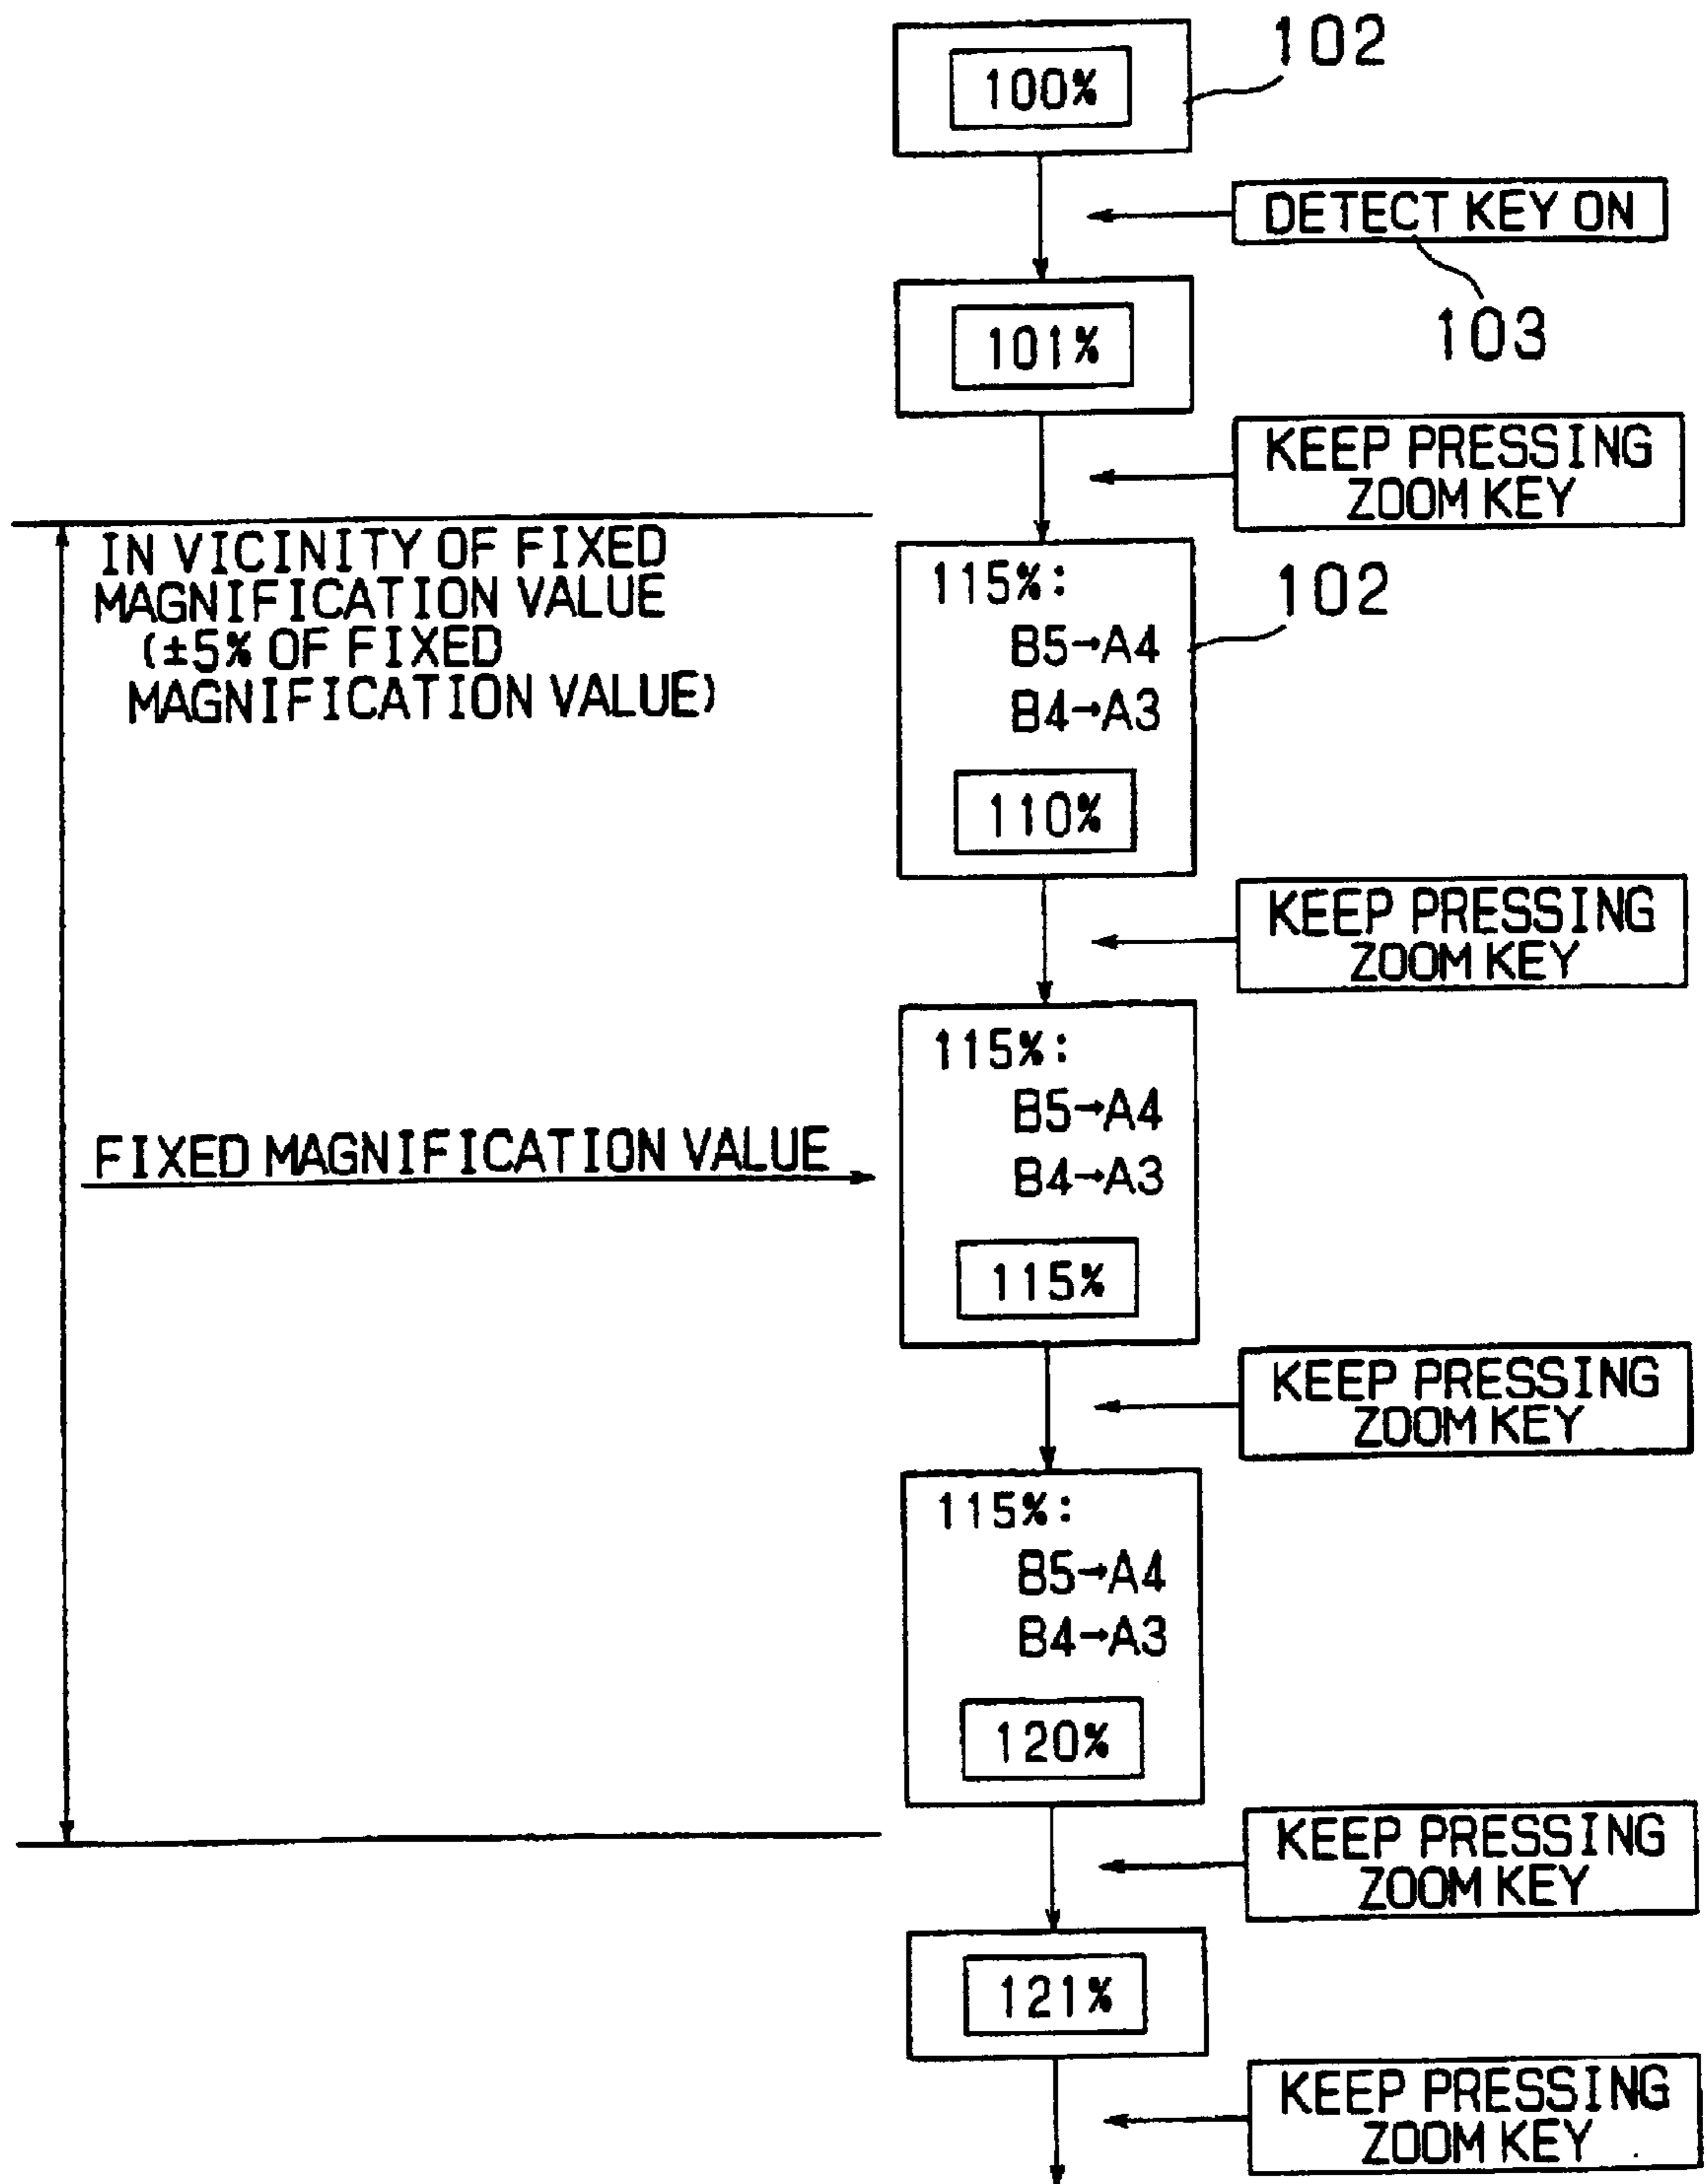 102
100%
DETECT KEY ON
103
101%
KEEP PRESSING
ZOOM KEY
IN VICINITY OF FIXED
MAGNIFICATION VALUE
(±5% OF FIXED
MAGNIFICATION VALUE)
115%:
102
B5→A4
B4→A3
110%
KEEP PRESSING
ZOOM KEY
115%:
B5→A4
FIXED MAGNIFICATION VALUE
B4→A3
115%
KEEP PRESSING
ZOOM KEY
115%:
B5→A4
B4→A3
120%
KEEP PRESSING
ZOOM KEY
121%
KEEP PRESSING
ZOOM KEY